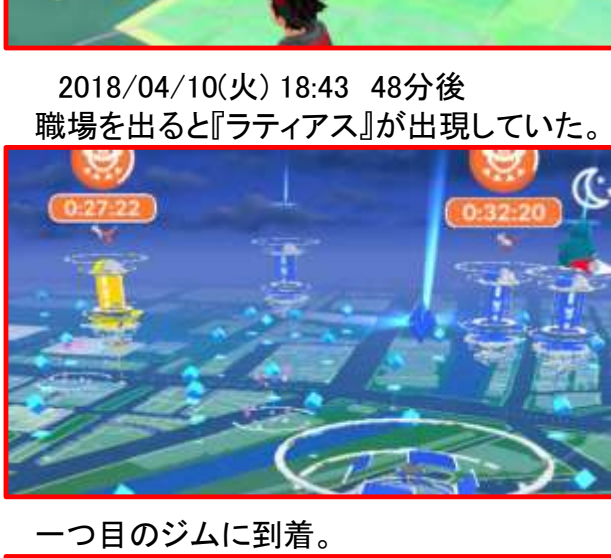 2018/04/10(火) 18:43 48分後
職場を出ると『ラティアス』が出現していた。
0:27:22
0:32:20
一つ目のジムに到着。